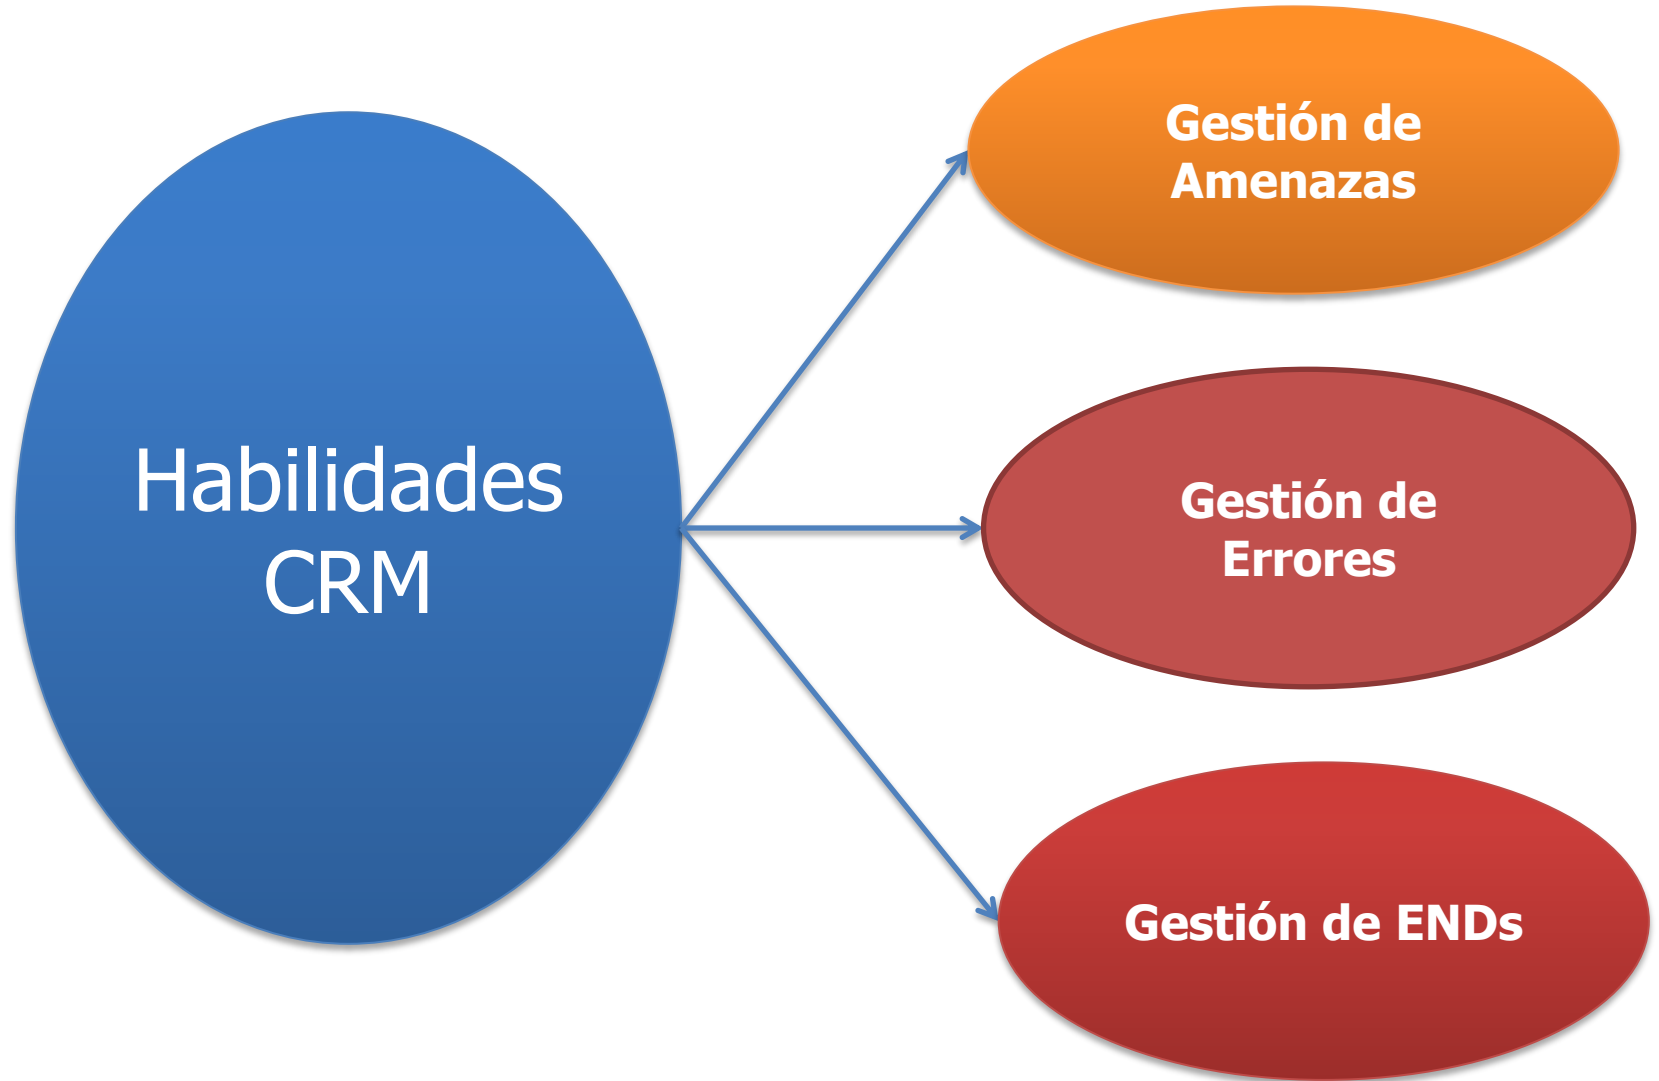 Habilidades
CRM
Gestión de
Amenazas
Gestión de
Errores
Gestión de ENDs